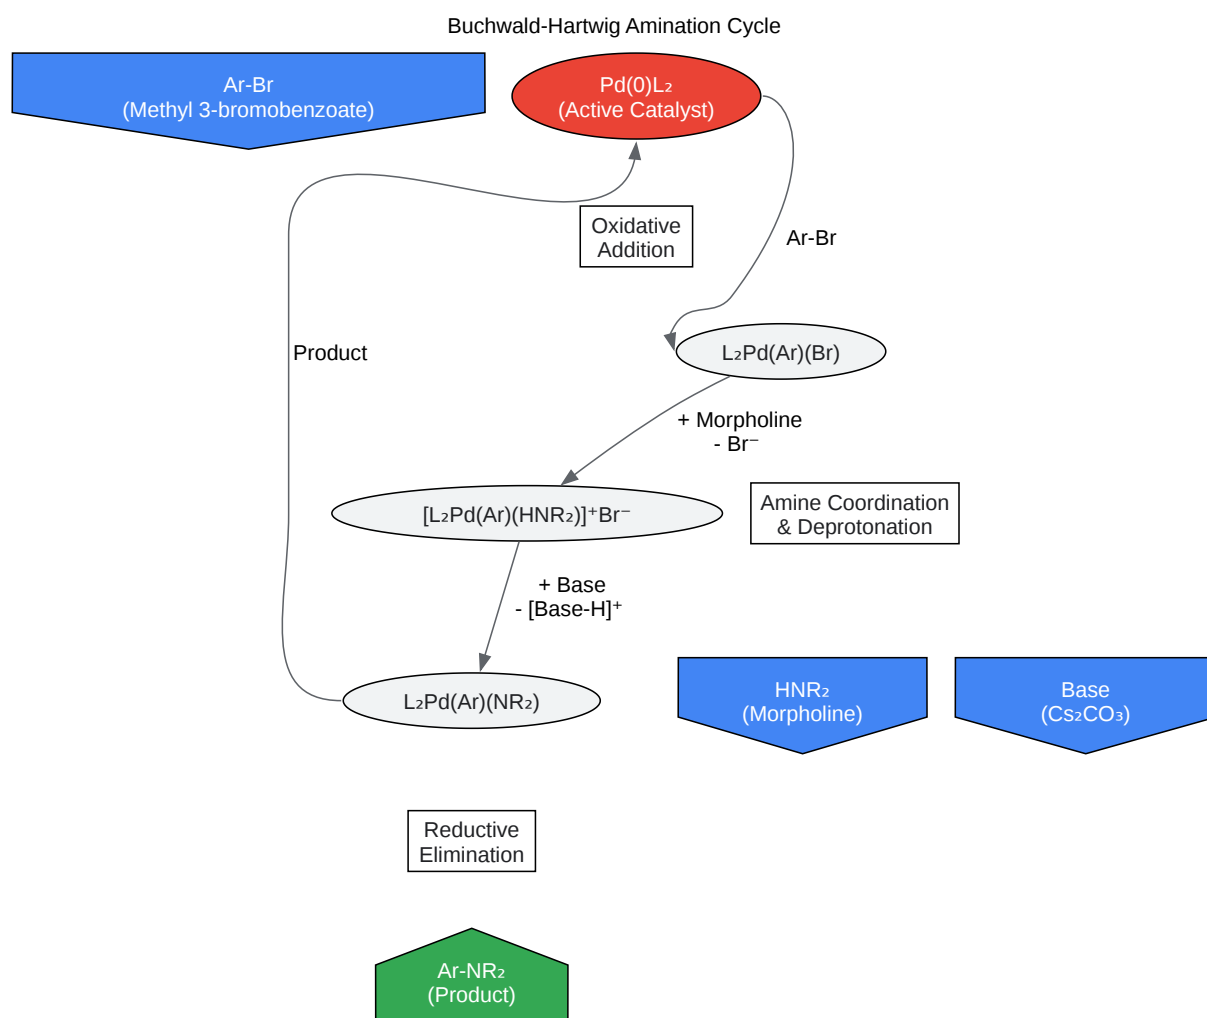 Buchwald-Hartwig Amination Cycle
Ar-Br
(Methyl 3-bromobenzoate)
Pd(0)L₂
(Active Catalyst)
Oxidative
Addition
Ar-Br
Product
L₂Pd(Ar)(Br)
+ Morpholine
- Br⁻
[L₂Pd(Ar)(HNR₂)]⁺Br⁻
Amine Coordination
& Deprotonation
+ Base
- [Base-H]⁺
L₂Pd(Ar)(NR₂)
HNR₂
(Morpholine)
Base
(Cs₂CO₃)
Reductive
Elimination
Ar-NR₂
(Product)